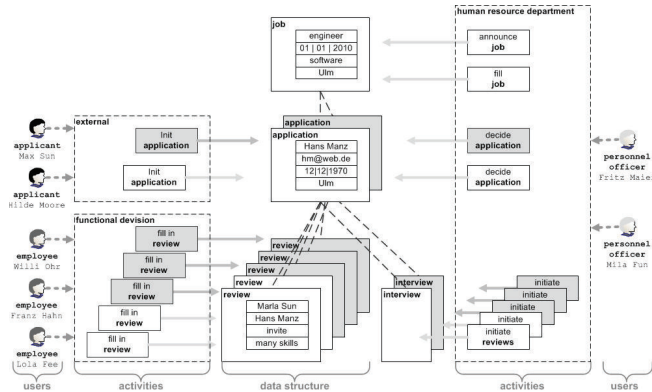 human resource department
job
engineer
01 | 01 | 2010
software
Ulm
announce
job
fill
job
external
applicant
Max Sun
Init
application
applicant
Hilde Moore
Init
application
application
application
Hans Manz
hm@web.de
12|12|1970
Ulm
decide
application
decide
application
personnel
officer
Fritz Maier
personnel
officer
Mila Fun
functional devision
employee
Willi Ohr
employee
Franz Hahn
employee
Lola Fee
fill in
review
fill in
review
fill in
review
fill in
review
fill in
review
review
review
review
review
review
Marla Sun
Hans Manz
invite
many skills
interview
interview
initiate
initiate
initiate
initiate
initiate
reviews
users
activities
data structure
activities
users